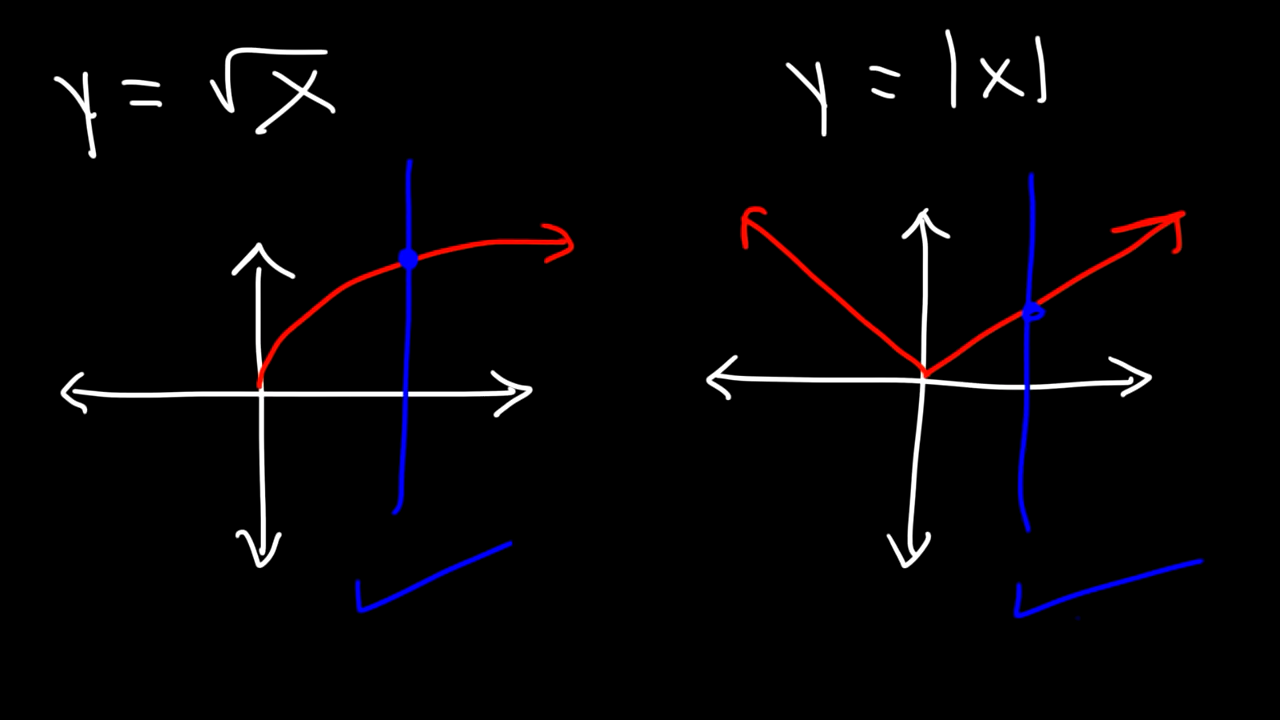 y = √x
y = |x|